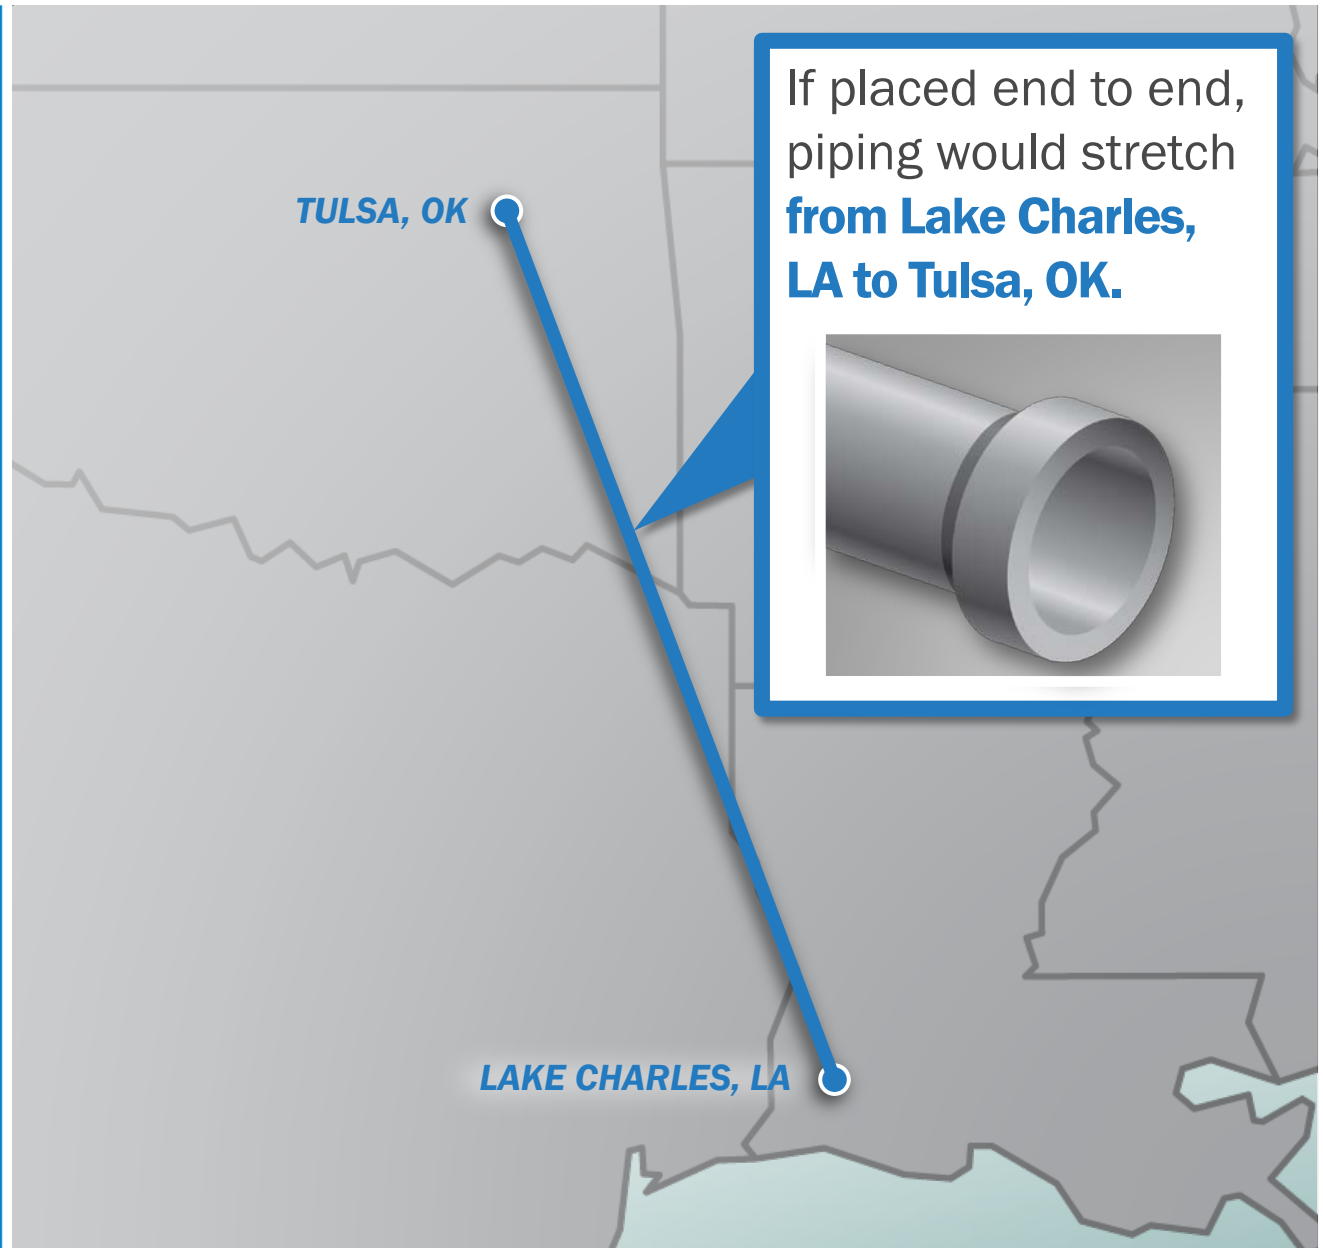 If placed end to end,
piping would stretch
from Lake Charles,
LA to Tulsa, OK.
TULSA, OK
LAKE CHARLES, LA